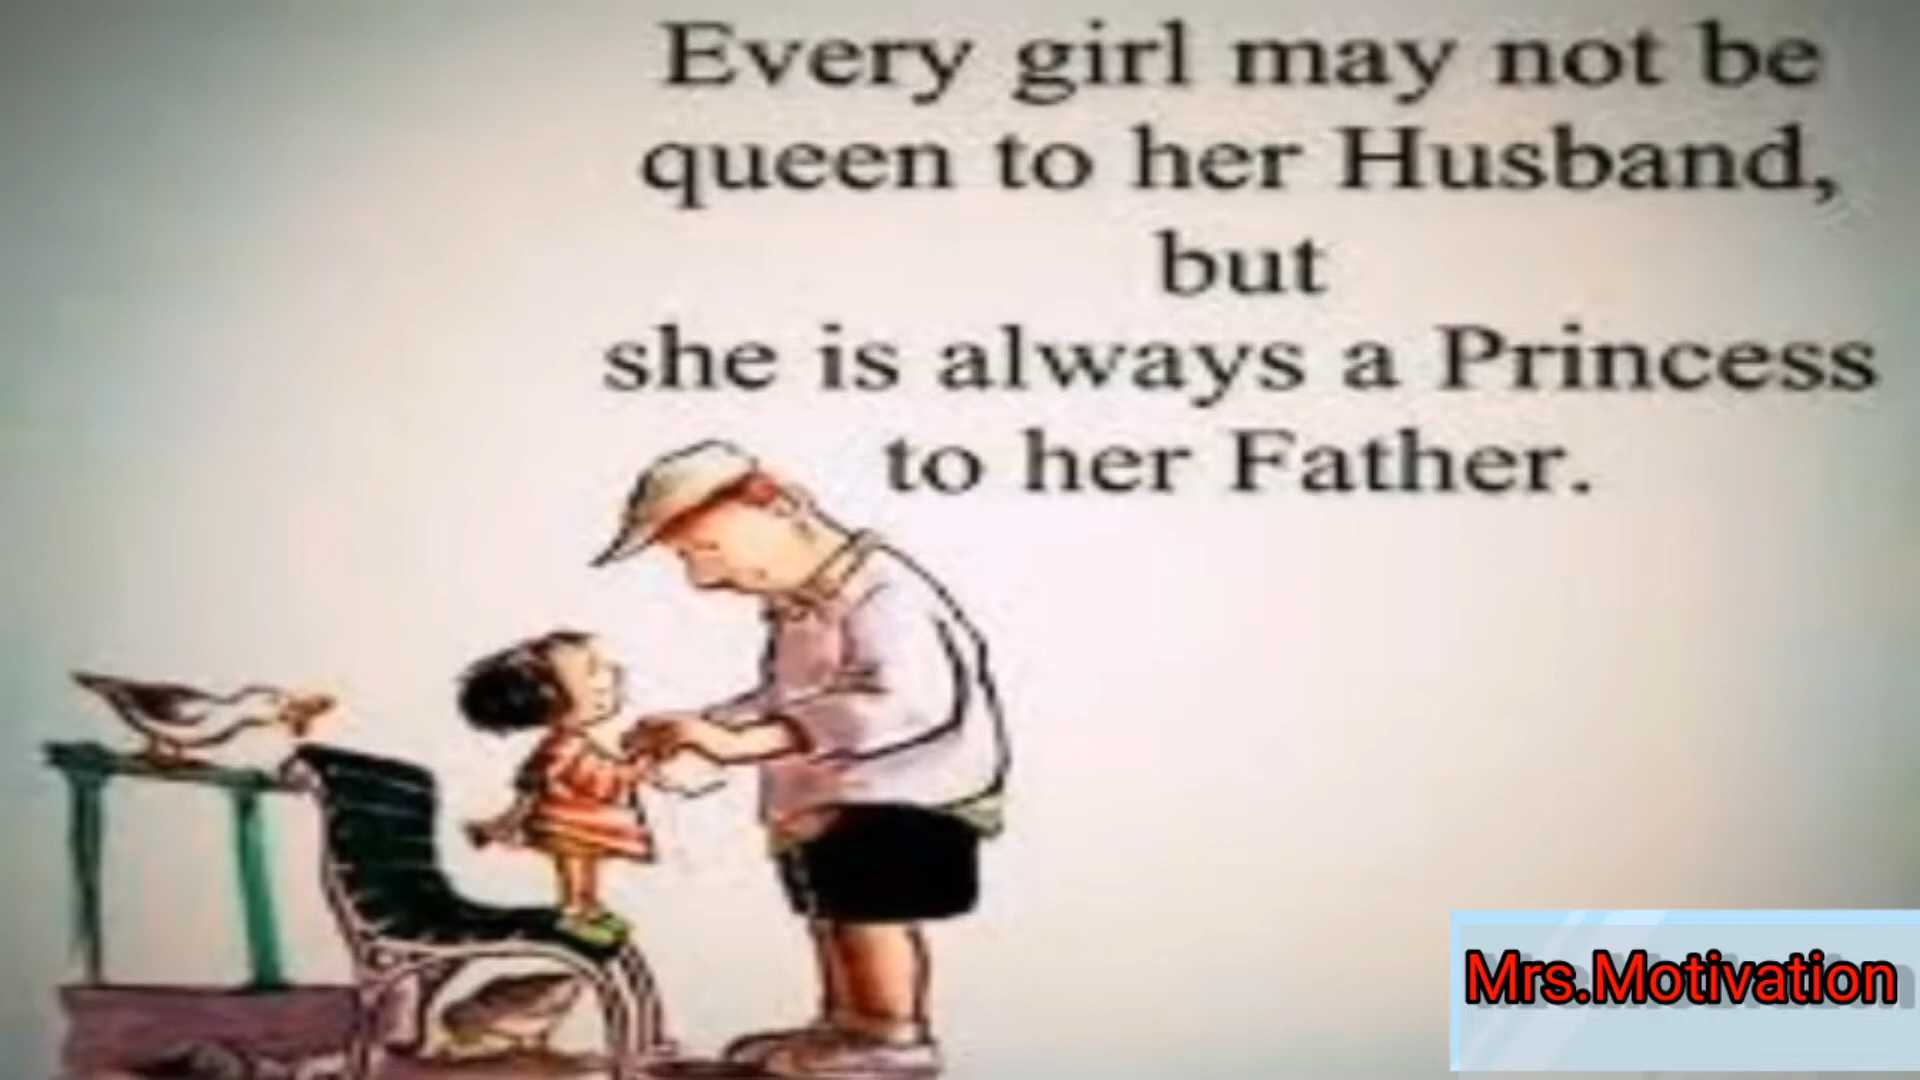 Every girl may not be
queen to her Husband,
but
she is always a Princess
to her Father.
Mrs.Motivation